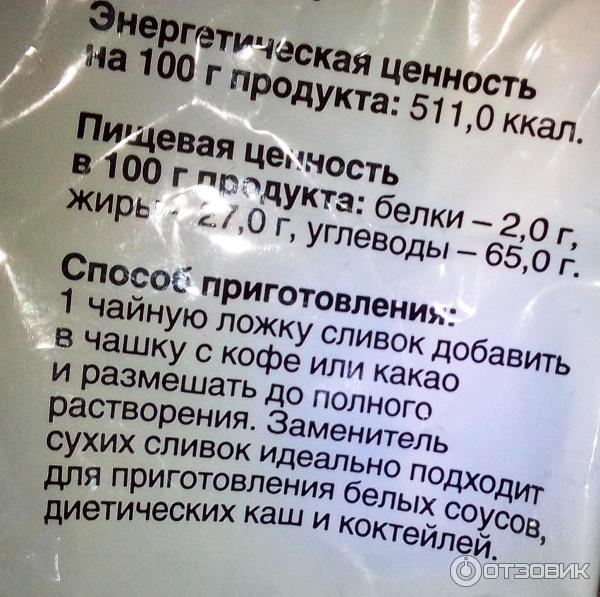 Энергетическая ценность
на 100 г продукта: 511,0 ккал.
Пищевая ценность
в 100 г продукта: белки – 2,0 г,
жиры – 27,0 г, углеводы – 65,0 г.
Способ приготовления:
1 чайную ложку сливок добавить
в чашку с кофе или какао
и размешать до полного
растворения. Заменитель
сухих сливок идеально подходит
для приготовления белых соусов,
диетических каш и коктейлей.
ОТЗОВИК